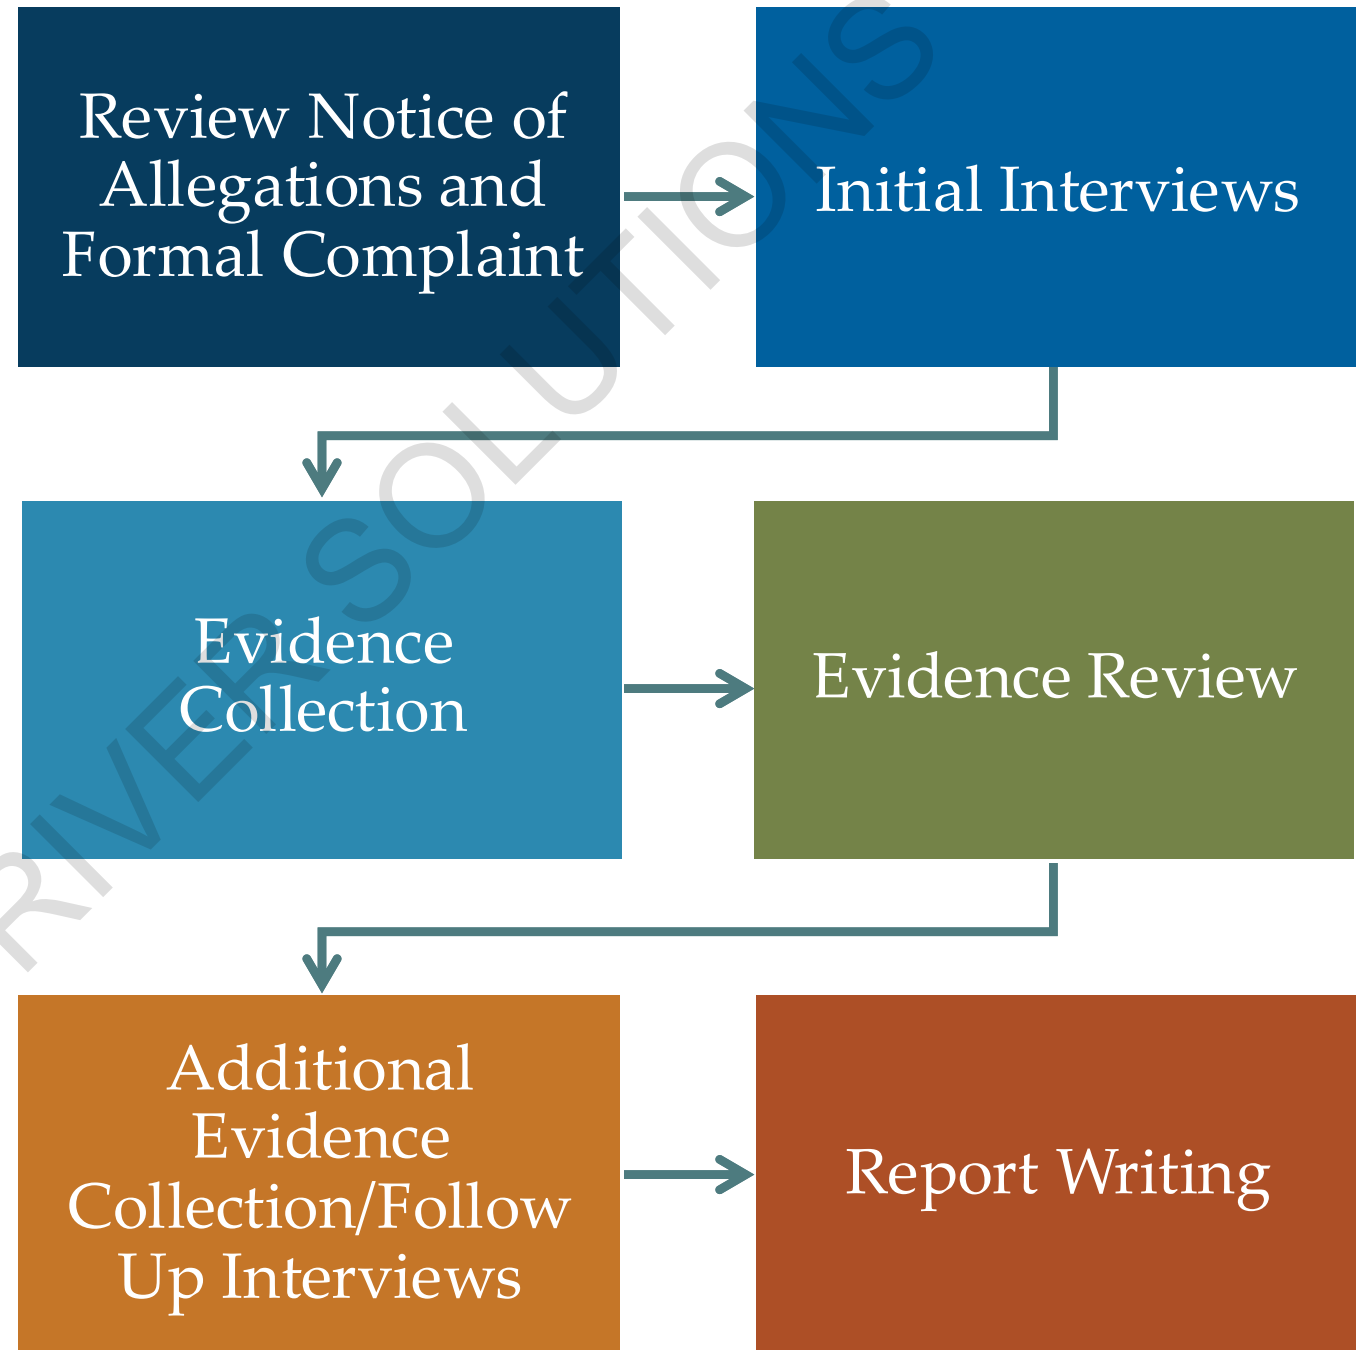 Review Notice of
Allegations and
Formal Complaint
Initial Interviews
Evidence
Collection
Evidence Review
Additional
Evidence
Collection/Follow
Up Interviews
Report Writing
RIVER SOLUTIONS